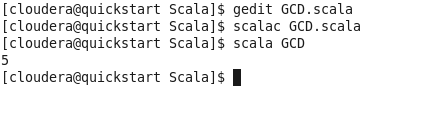 [cloudera@quickstart Scala]$ gedit GCD.scala
[cloudera@quickstart Scala]$ scalac GCD.scala
[cloudera@quickstart Scala]$ scala GCD
5
[cloudera@quickstart Scala]$